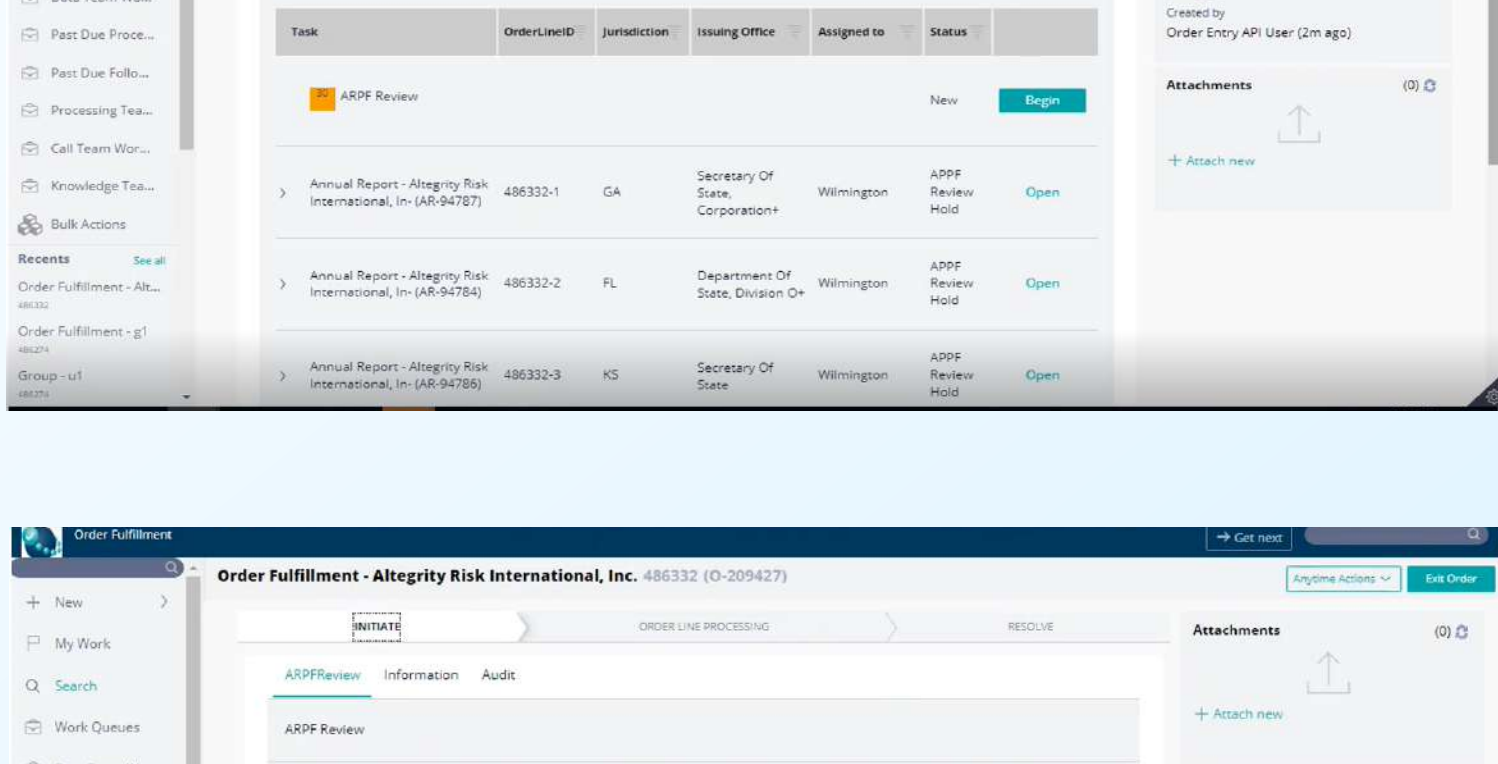 Past Due Proce...
Past Due Follo...
Processing Tea...
Call Team Wor...
Knowledge Tea...
Bulk Actions
Recents See all
Order Fulfillment - Alt...
486332
Order Fulfillment - g1
486274
Group - u1
486274
Task OrderLineID Jurisdiction Issuing Office Assigned to Status
30 ARPF Review New Begin
Annual Report - Altegrity Risk
International, In- (AR-94787)
486332-1 GA
Secretary Of
State,
Corporation+
Wilmington
APPF
Review
Hold
Open
Annual Report - Altegrity Risk
International, In- (AR-94784)
486332-2 FL
Department Of
State, Division O+
Wilmington
APPF
Review
Hold
Open
Annual Report - Altegrity Risk
International, In- (AR-94786)
486332-3 KS
Secretary Of
State
Wilmington
APPF
Review
Hold
Open
Created by
Order Entry API User (2m ago)
Attachments (0)
+ Attach new
Order Fulfillment
→ Get next
Order Fulfillment - Altegrity Risk International, Inc. 486332 (O-209427)
Anytime Actions Exit Order
+ New
My Work
Search
Work Queues
INITIATE ORDER LINE PROCESSING RESOLVE
ARPFReview Information Audit
ARPF Review
Attachments (0)
+ Attach new